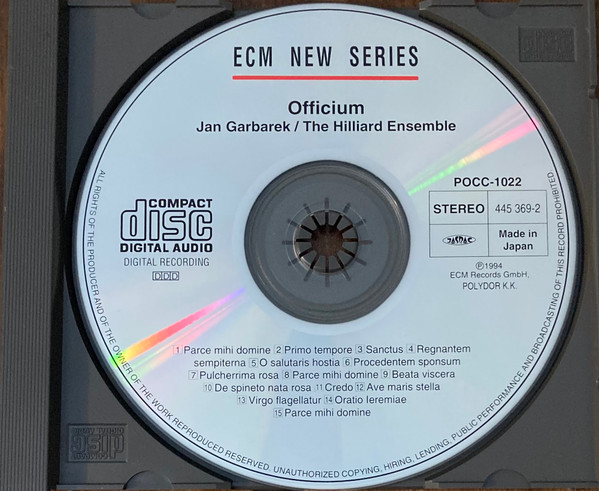 ECM NEW SERIES
Officium
Jan Garbarek / The Hilliard Ensemble
COMPACT
disc
DIGITAL AUDIO
DIGITAL RECORDING
DDD
POCC-1022
STEREO 445 369-2
JASRAC Made in
Japan
Ⓟ1994
ECM Records GmbH,
POLYDOR K.K.
1 Parce mihi domine 2 Primo tempore 3 Sanctus 4 Regnantem
sempiterna 5 O salutaris hostia 6 Procedentem sponsum
7 Pulcherrima rosa 8 Parce mihi domine 9 Beata viscera
10 De spineto nata rosa 11 Credo 12 Ave maris stella
13 Virgo flagellatur 14 Oratio Ieremiae
15 Parce mihi domine
ALL RIGHTS OF THE PRODUCER AND OF THE OWNER OF THE WORK REPRODUCED RESERVED. UNAUTHORIZED COPYING, HIRING, LENDING, PUBLIC PERFORMANCE AND BROADCASTING OF THIS RECORD PROHIBITED.